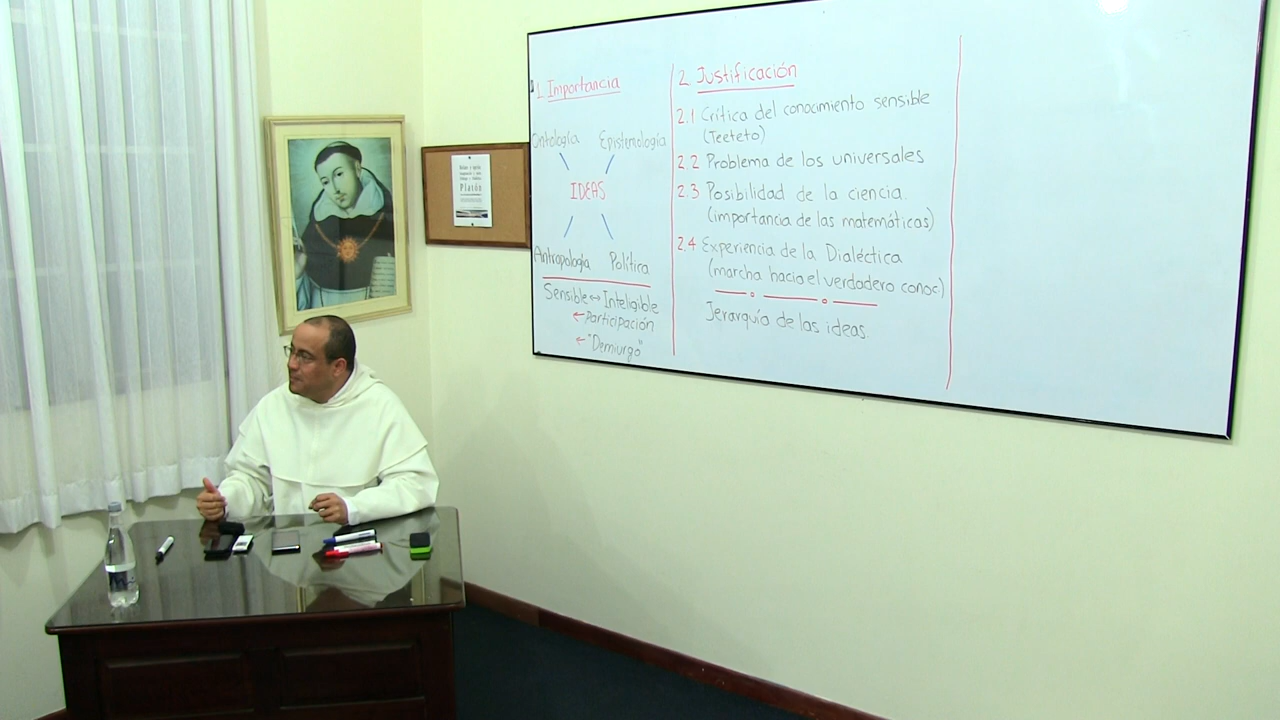 1. Importancia
Ontología Epistemología
IDEAS
Antropología Política
Sensible ↔ Inteligible
← Participación
← "Demiurgo"
2. Justificación
2.1 Crítica del conocimiento sensible
(Teeteto)
2.2 Problema de los universales
2.3 Posibilidad de la ciencia
(importancia de las matemáticas)
2.4 Experiencia de la Dialéctica
(marcha hacia el verdadero conoc.)
Jerarquía de las ideas.
Platón